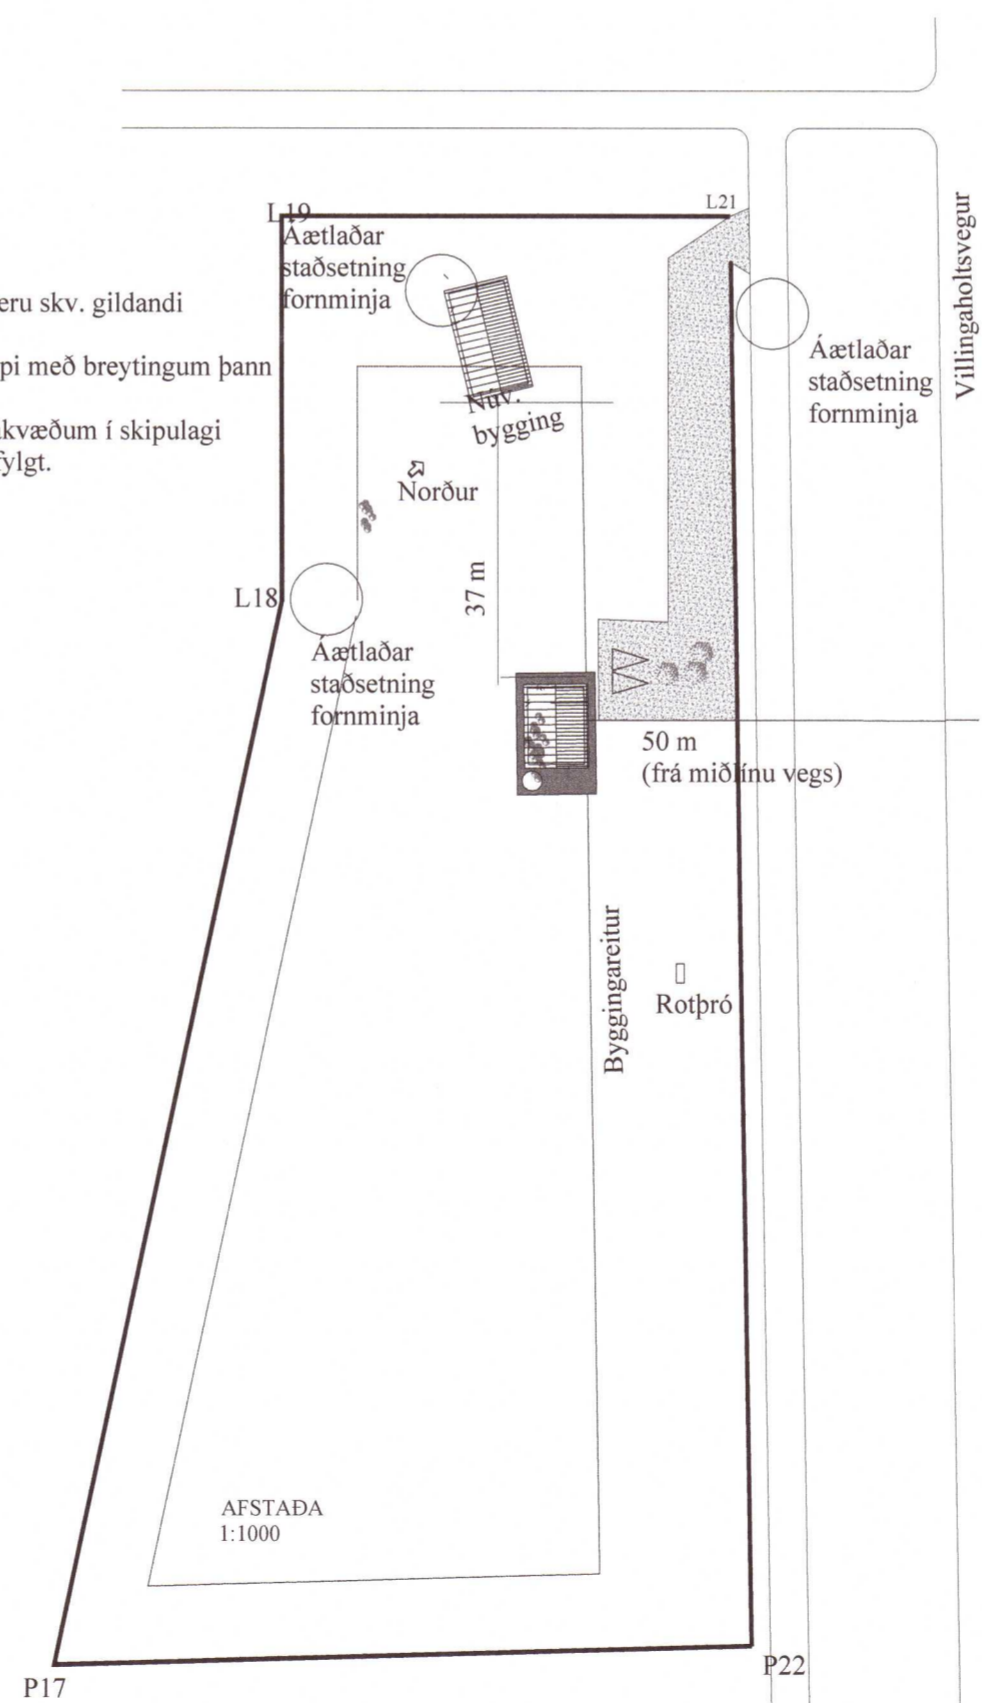 L19
L21
Áætlaðar
staðsetning
fornminja
Villingaholtsvegur
eru skv. gildandi
pi með breytingum þann
kvæðum í skipulagi
fylgt.
Áætlaðar
staðsetning
fornminja
Núv.
bygging
Norður
37 m
L18
Áætlaðar
staðsetning
fornminja
50 m
(frá miðlínu vegs)
Byggingareitur
Rotþró
AFSTAÐA
1:1000
P22
P17